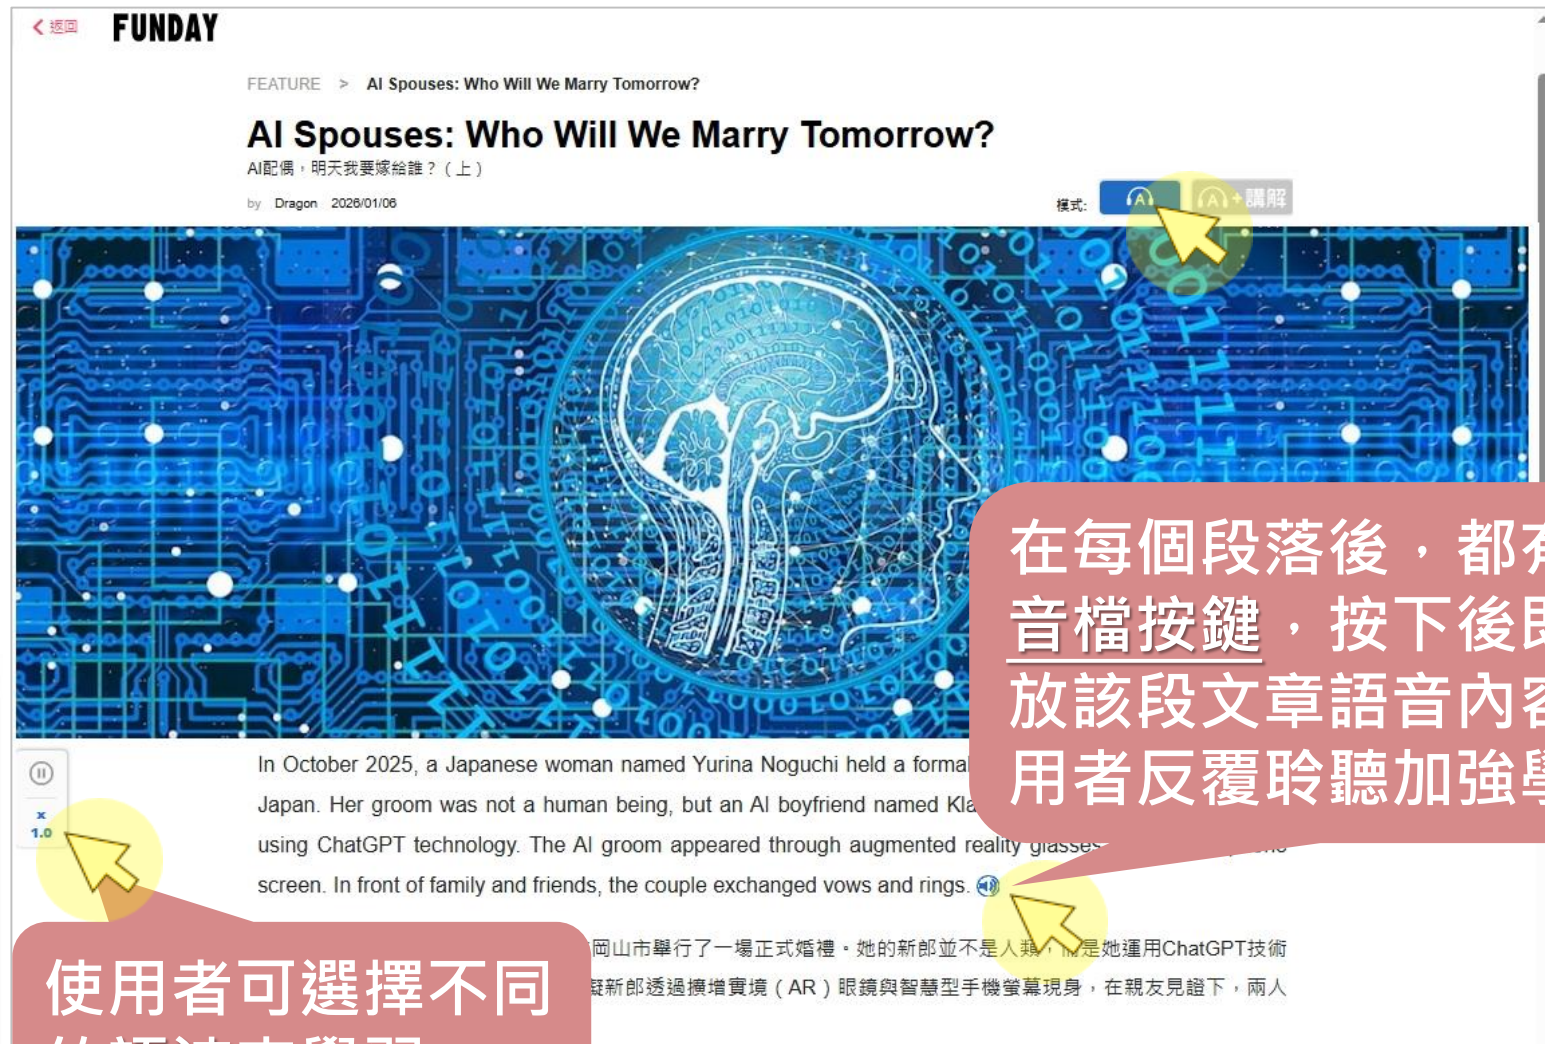 返回 FUNDAY
FEATURE > AI Spouses: Who Will We Marry Tomorrow?
AI Spouses: Who Will We Marry Tomorrow?
AI配偶，明天我要嫁給誰？（上）
by Dragon 2026/01/06
模式: A A+講解
在每個段落後，都有
音檔按鍵，按下後即
放該段文章語音內容
用者反覆聆聽加強學
In October 2025, a Japanese woman named Yurina Noguchi held a formal
Japan. Her groom was not a human being, but an AI boyfriend named
using ChatGPT technology. The AI groom appeared through augmented reality glasses
screen. In front of family and friends, the couple exchanged vows and rings.
x
1.0
岡山市舉行了一場正式婚禮。她的新郎並不是人類，而是她運用ChatGPT技術
擬新郎透過擴增實境（AR）眼鏡與智慧型手機螢幕現身，在親友見證下，兩人
使用者可選擇不同